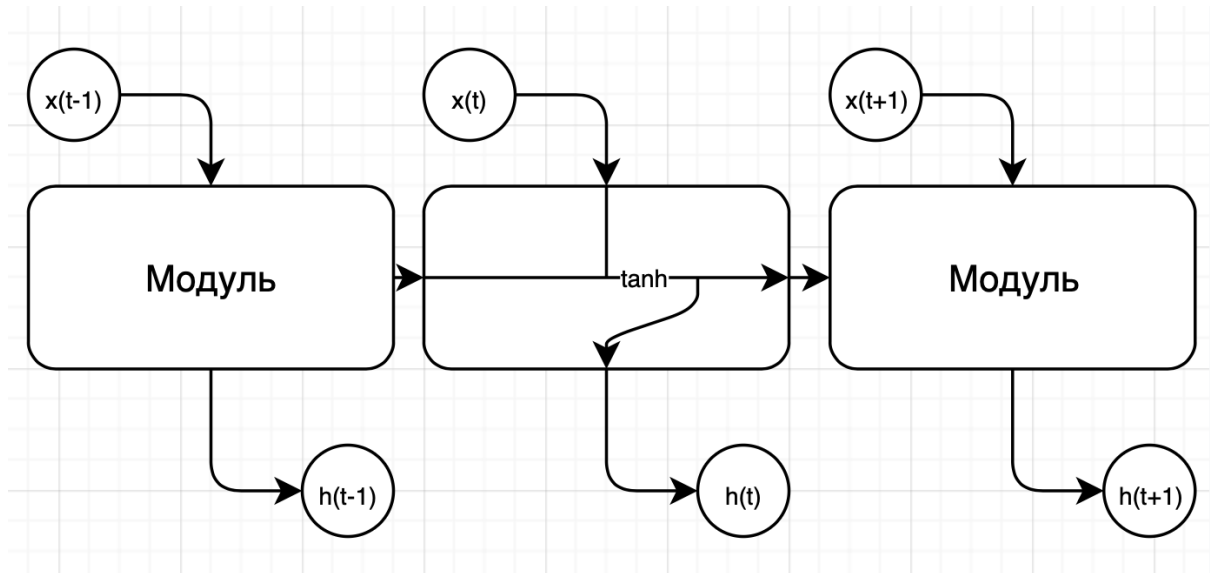 x(t-1)
x(t)
x(t+1)
Модуль
tanh
Модуль
h(t-1)
h(t)
h(t+1)